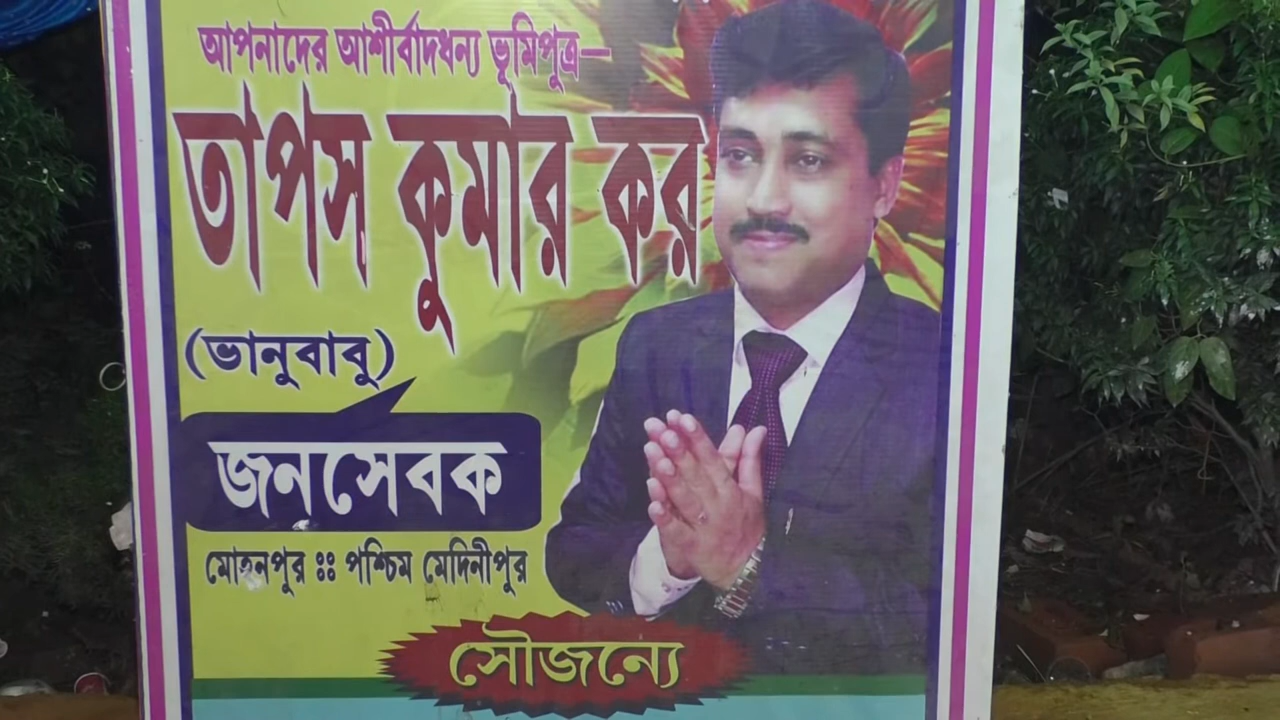 আপনাদের আশীর্বাদধন্য ভূমিপুত্র—
তাপস কুমার কর
(ভানুবাবু)
জনসেবক
মোহনপুর ঃঃ পশ্চিম মেদিনীপুর
সৌজন্যে